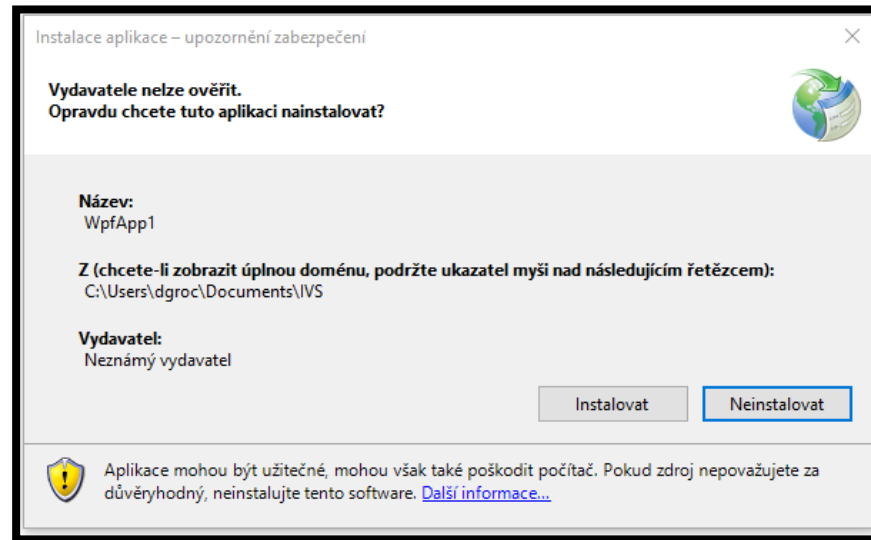 Instalace aplikace – upozornění zabezpečení
Vydavatele nelze ověřit.
Opravdu chcete tuto aplikaci nainstalovat?
Název:
WpfApp1
Z (chcete-li zobrazit úplnou doménu, podržte ukazatel myši nad následujícím řetězcem):
C:\Users\dgroc\Documents\IVS
Vydavatel:
Neznámý vydavatel
Instalovat
Neinstalovat
Aplikace mohou být užitečné, mohou však také poškodit počítač. Pokud zdroj nepovažujete za
důvěryhodný, neinstalujte tento software. Další informace...